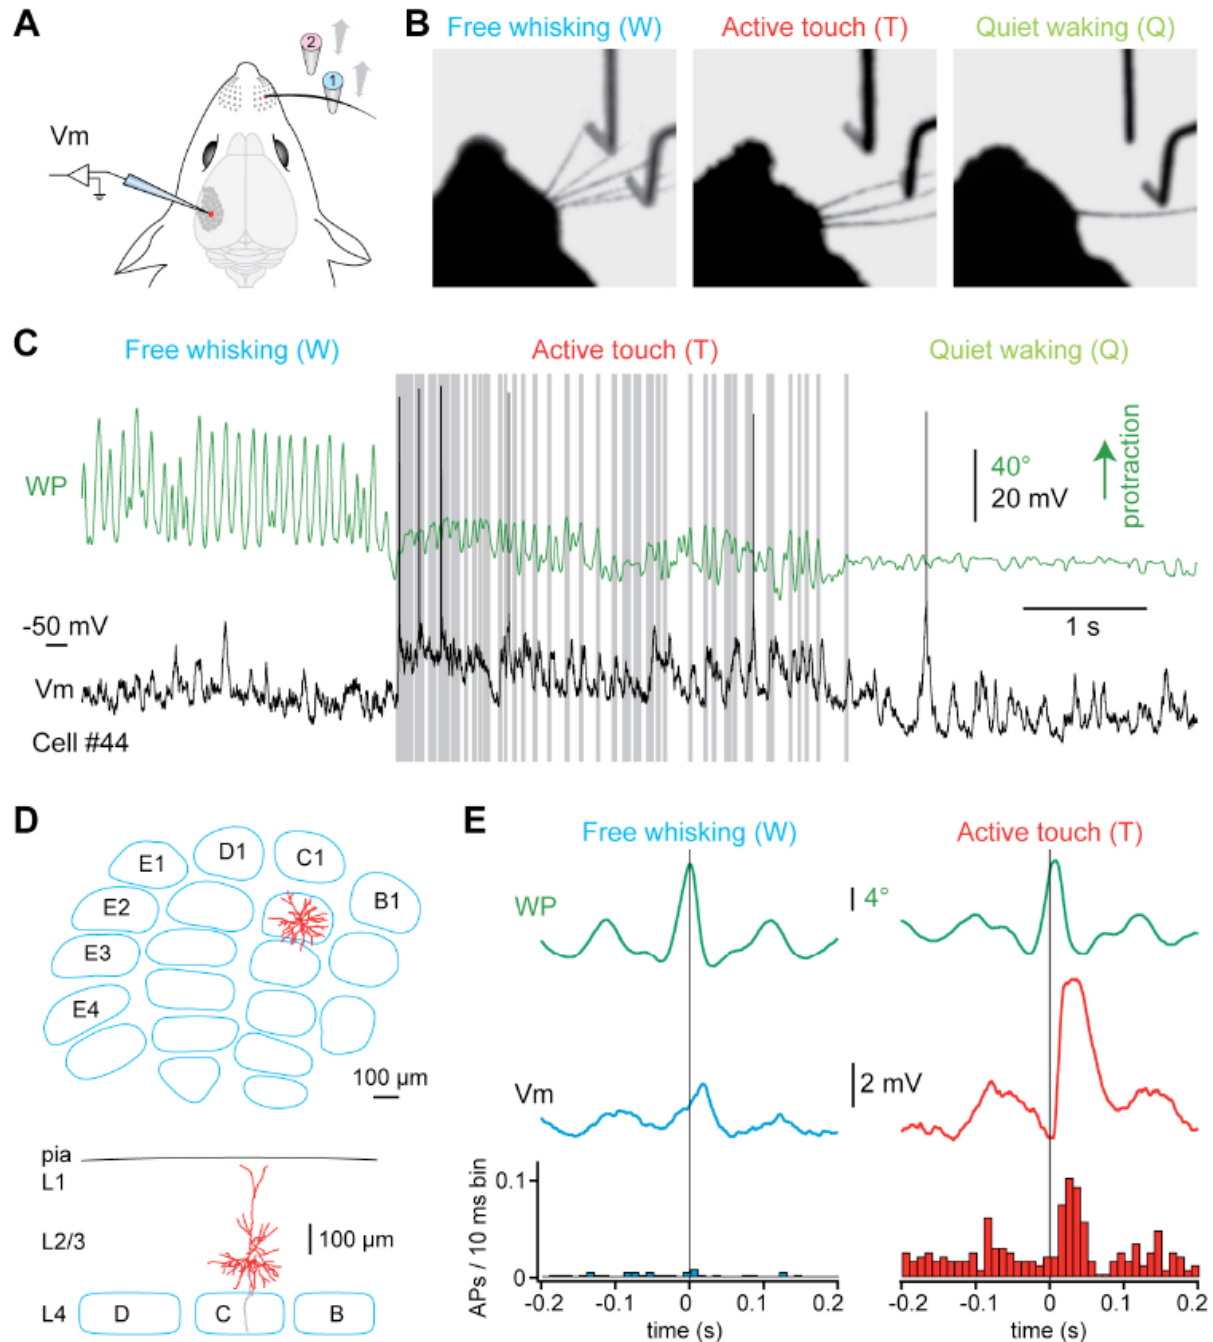 A
2
1
Vm
B
Free whisking (W)
Active touch (T)
Quiet waking (Q)
C
Free whisking (W)
Active touch (T)
Quiet waking (Q)
WP
40°
20 mV
protraction
-50 mV
1 s
Vm
Cell #44
D
E1
D1
C1
E2
B1
E3
E4
100 µm
pia
L1
L2/3
100 µm
L4
D
C
B
E
Free whisking (W)
Active touch (T)
WP
4°
Vm
2 mV
APs / 10 ms bin
0.1
0
-0.2 -0.1 0 0.1 0.2
time (s)
-0.2 -0.1 0 0.1 0.2
time (s)